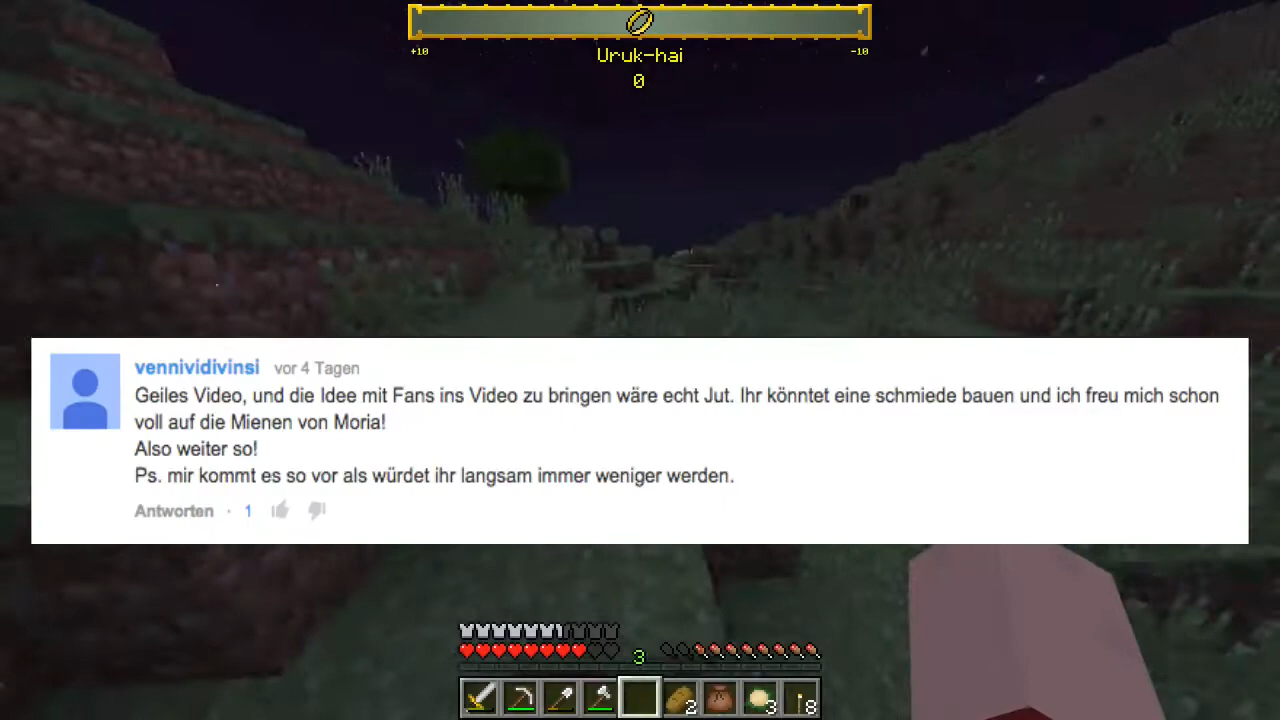 +10
-10
Uruk-hai
0
vennividivinsi vor 4 Tagen
Geiles Video, und die Idee mit Fans ins Video zu bringen wäre echt Jut. Ihr könntet eine schmiede bauen und ich freu mich schon
voll auf die Mienen von Moria!
Also weiter so!
Ps. mir kommt es so vor als würdet ihr langsam immer weniger werden.
Antworten · 1
3
2
3
8